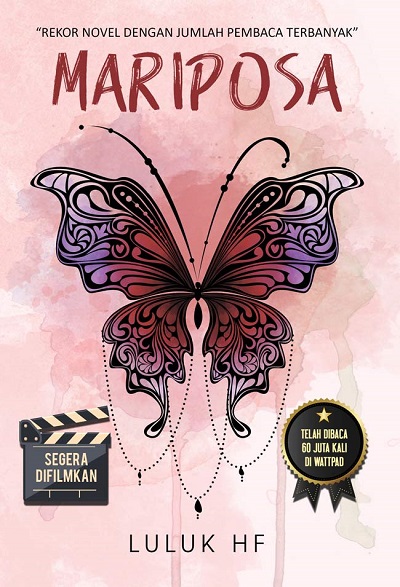 “REKOR NOVEL DENGAN JUMLAH PEMBACA TERBANYAK”
MARIPOSA
SEGERA
DIFILMKAN
TELAH DIBACA
60 JUTA KALI
DI WATTPAD
LULUK HF